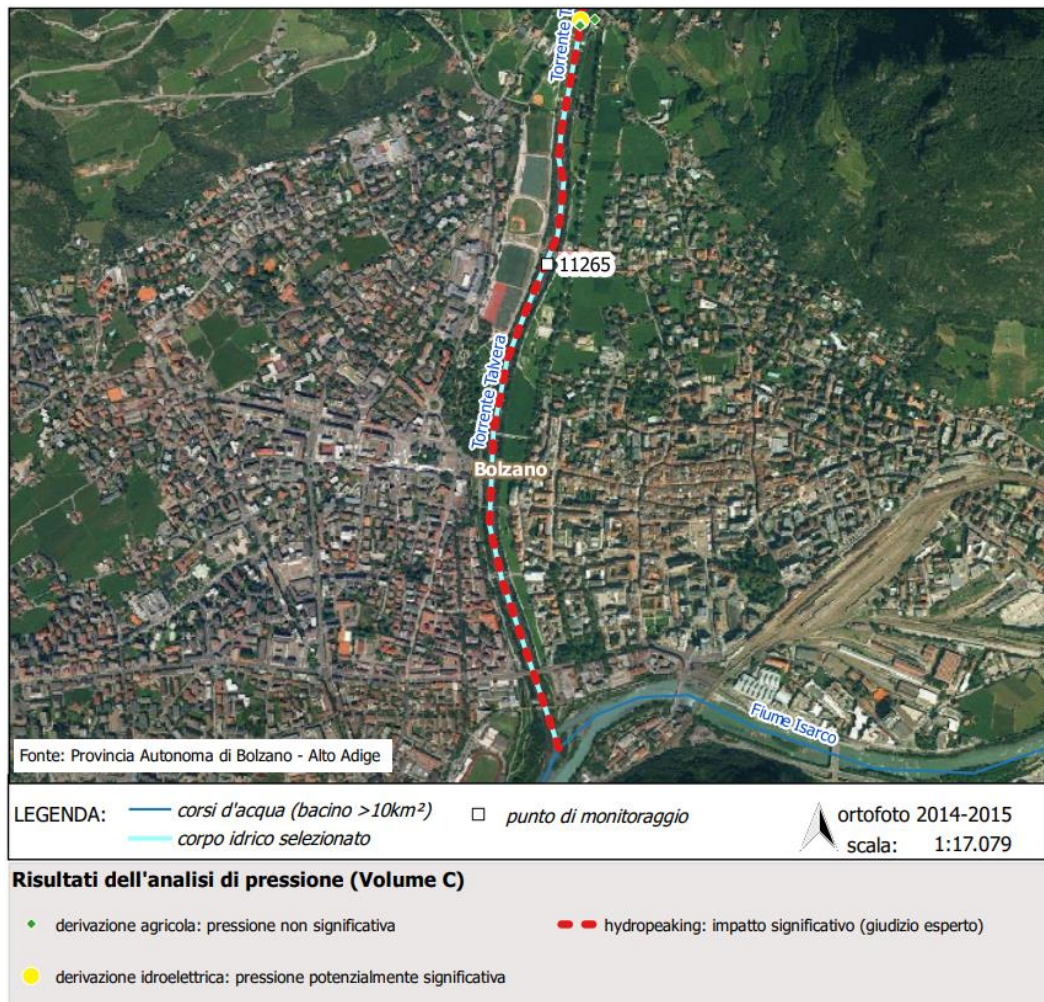 Torrente T
11265
Torrente Talvera
Bolzano
Fiume Isarco
Fonte: Provincia Autonoma di Bolzano - Alto Adige
LEGENDA:
corsi d'acqua (bacino >10km²)
corpo idrico selezionato
punto di monitoraggio
ortofoto 2014-2015
scala: 1:17.079
Risultati dell'analisi di pressione (Volume C)
derivazione agricola: pressione non significativa
hydropeaking: impatto significativo (giudizio esperto)
derivazione idroelettrica: pressione potenzialmente significativa